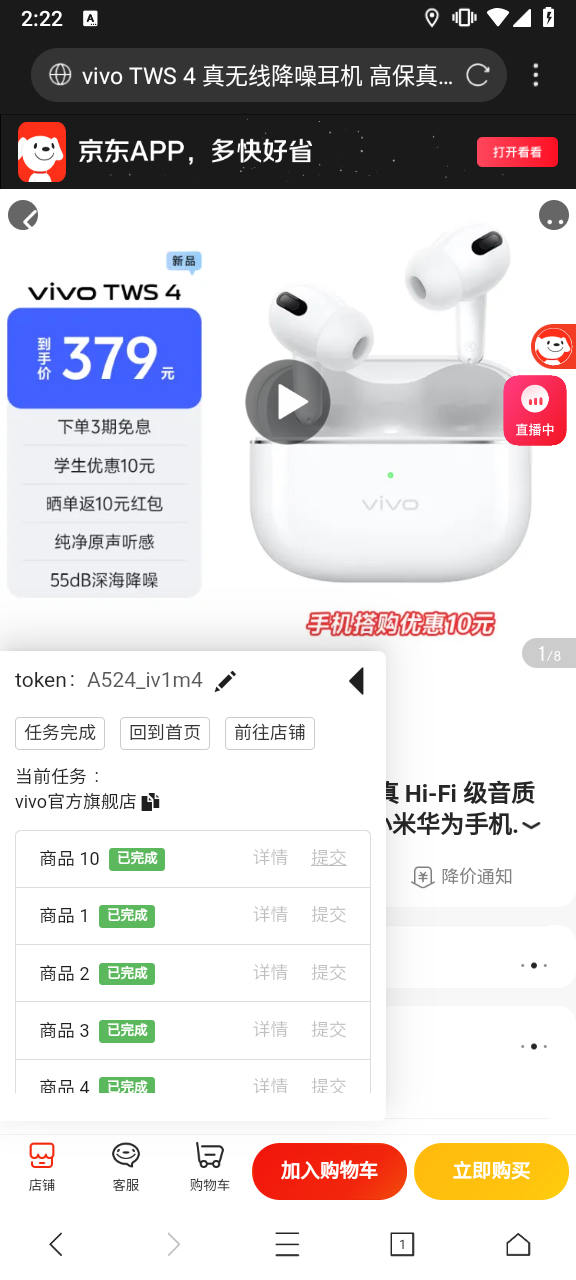 2:22
A
vivo TWS 4 真无线降噪耳机 高保真...
京东APP，多快好省
打开看看
新品
vivo TWS 4
到手价 379元
下单3期免息
学生优惠10元
晒单返10元红包
纯净原声听感
55dB深海降噪
vivo
直播中
手机搭购优惠10元
1/8
token: A524_iv1m4
任务完成 回到首页 前往店铺
当前任务：
vivo官方旗舰店
真 Hi-Fi 级音质
小米华为手机.
降价通知
商品 10 已完成 详情 提交
商品 1 已完成 详情 提交
商品 2 已完成 详情 提交
商品 3 已完成 详情 提交
商品 4 已完成 详情 提交
店铺 客服 购物车 加入购物车 立即购买
1